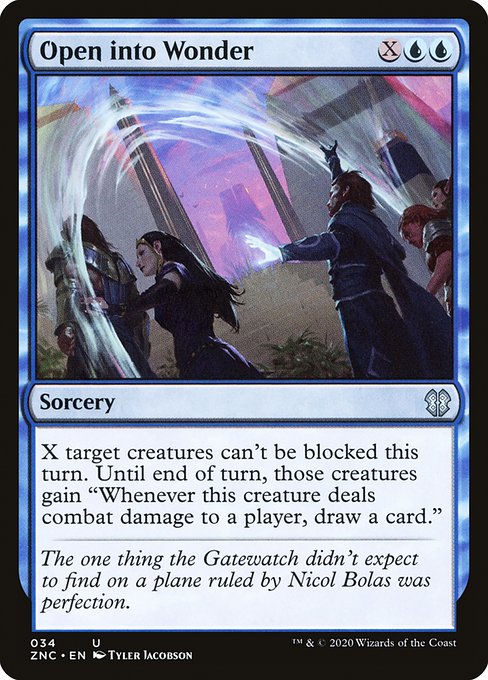 Open into Wonder X
Sorcery
X target creatures can't be blocked this
turn. Until end of turn, those creatures
gain “Whenever this creature deals
combat damage to a player, draw a card.”
The one thing the Gatewatch didn't expect
to find on a plane ruled by Nicol Bolas was
perfection.
034 U
ZNC • EN Tyler Jacobson
™ & © 2020 Wizards of the Coast